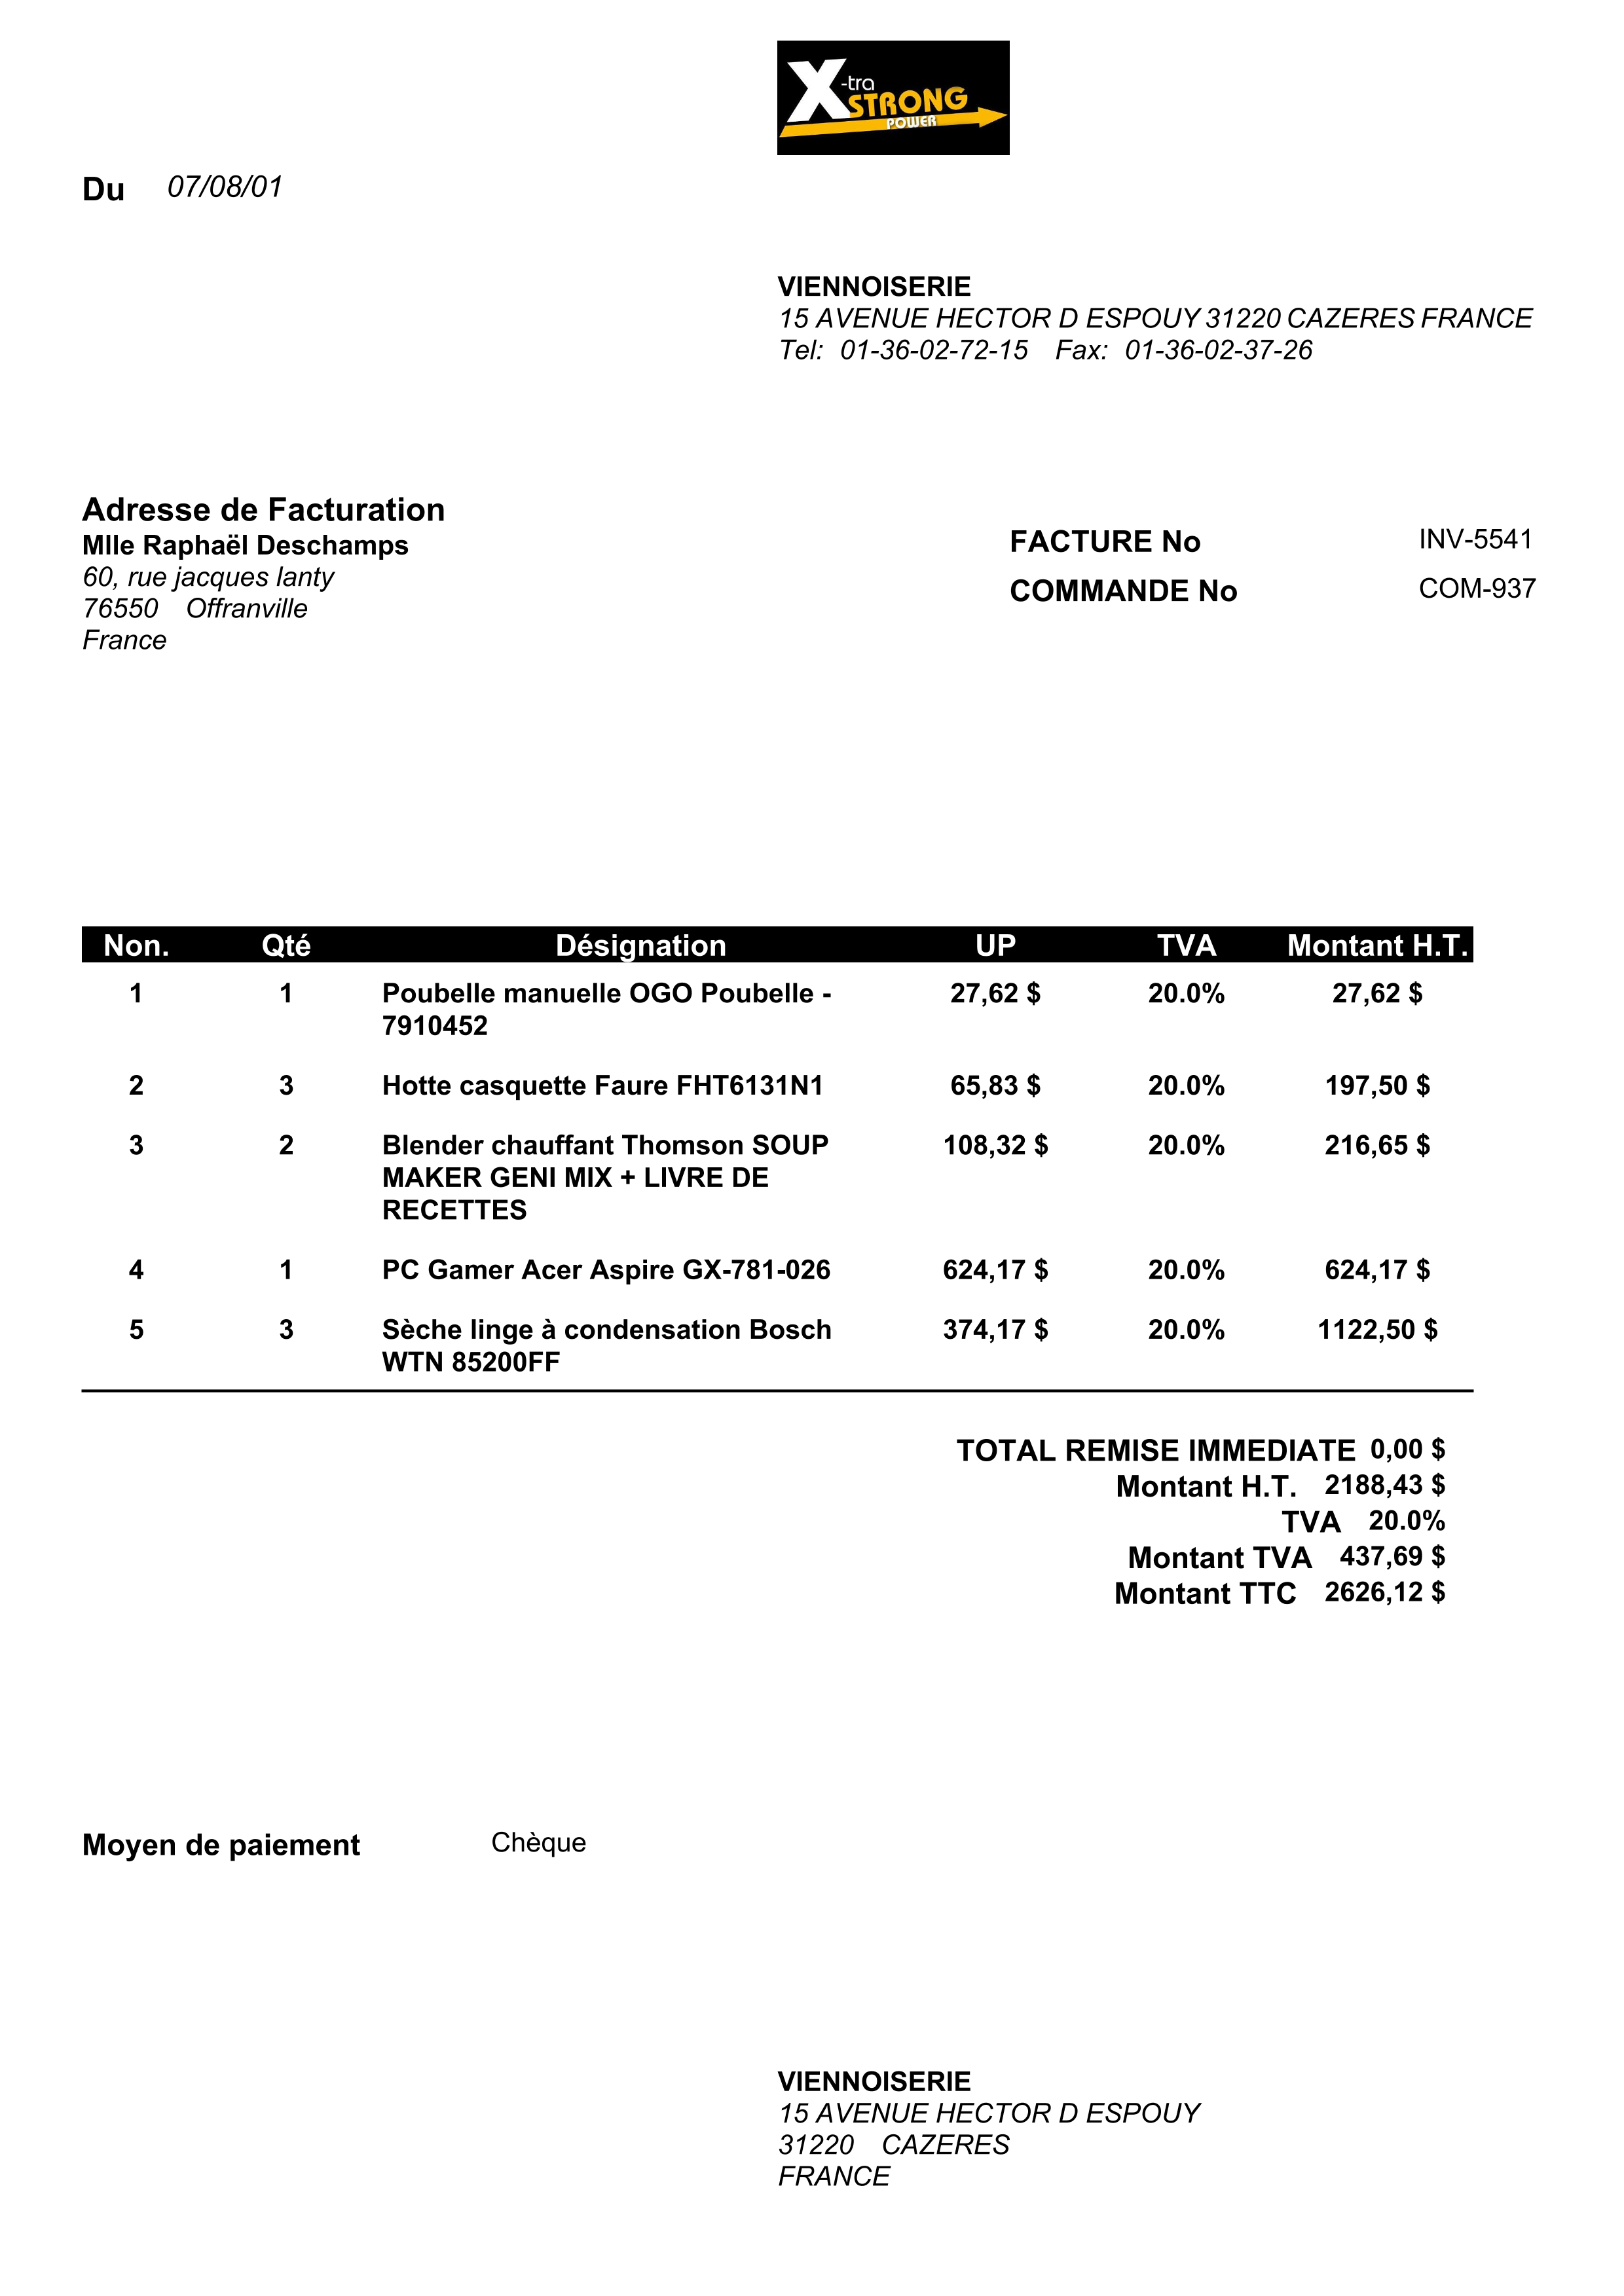 X-tra
STRONG
POWER
Du 07/08/01
VIENNOISERIE
15 AVENUE HECTOR D ESPOUY 31220 CAZERES FRANCE
Tel: 01-36-02-72-15 Fax: 01-36-02-37-26
Adresse de Facturation
Mlle Raphaël Deschamps
60, rue jacques lanty
76550 Offranville
France
FACTURE No INV-5541
COMMANDE No COM-937
Non. Qté Désignation UP TVA Montant H.T.
1 1 Poubelle manuelle OGO Poubelle - 27,62 $ 20.0% 27,62 $
7910452
2 3 Hotte casquette Faure FHT6131N1 65,83 $ 20.0% 197,50 $
3 2 Blender chauffant Thomson SOUP 108,32 $ 20.0% 216,65 $
MAKER GENI MIX + LIVRE DE
RECETTES
4 1 PC Gamer Acer Aspire GX-781-026 624,17 $ 20.0% 624,17 $
5 3 Sèche linge à condensation Bosch 374,17 $ 20.0% 1122,50 $
WTN 85200FF
TOTAL REMISE IMMEDIATE 0,00 $
Montant H.T. 2188,43 $
TVA 20.0%
Montant TVA 437,69 $
Montant TTC 2626,12 $
Moyen de paiement Chèque
VIENNOISERIE
15 AVENUE HECTOR D ESPOUY
31220 CAZERES
FRANCE